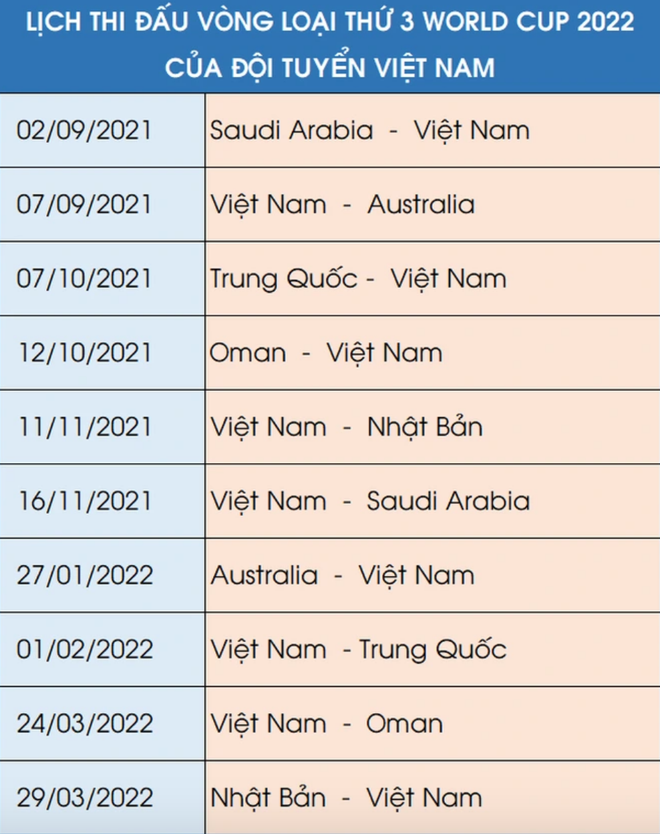 LỊCH THI ĐẤU VÒNG LOẠI THỨ 3 WORLD CUP 2022
CỦA ĐỘI TUYỂN VIỆT NAM
02/09/2021 Saudi Arabia - Việt Nam
07/09/2021 Việt Nam - Australia
07/10/2021 Trung Quốc - Việt Nam
12/10/2021 Oman - Việt Nam
11/11/2021 Việt Nam - Nhật Bản
16/11/2021 Việt Nam - Saudi Arabia
27/01/2022 Australia - Việt Nam
01/02/2022 Việt Nam - Trung Quốc
24/03/2022 Việt Nam - Oman
29/03/2022 Nhật Bản - Việt Nam